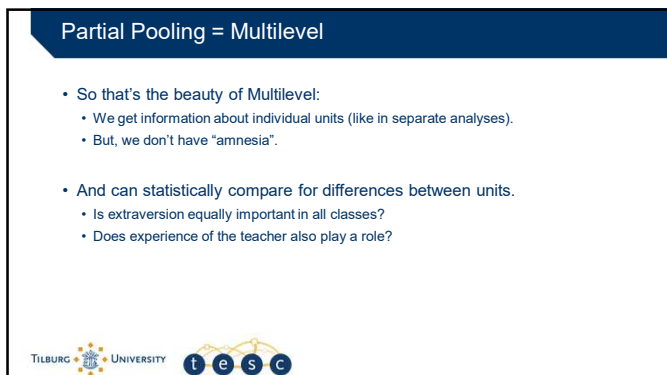 Partial Pooling = Multilevel
• So that's the beauty of Multilevel:
• We get information about individual units (like in separate analyses).
• But, we don't have “amnesia”.
• And can statistically compare for differences between units.
• Is extraversion equally important in all classes?
• Does experience of the teacher also play a role?
TILBURG UNIVERSITY
tesc